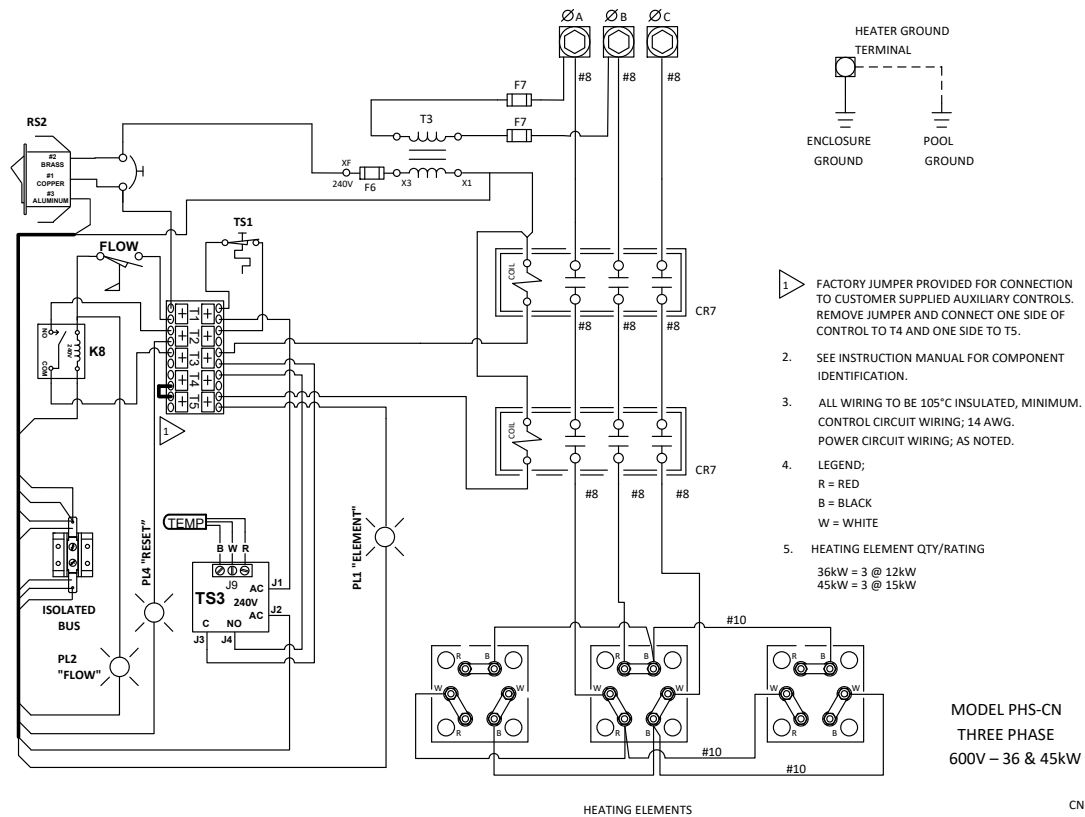 ØA ØB ØC
#8 #8 #8
HEATER GROUND
TERMINAL
ENCLOSURE
GROUND
POOL
GROUND
F7
F7
T3
XF
240V
F6
X3
X1
RS2
#2
BRASS
#1
COPPER
#3
ALUMINUM
TS1
FLOW
NO
240V
COM
K8
T1
T2
T3
T4
T5
1
COIL
CR7
#8 #8 #8
COIL
CR7
#8 #8 #8
1 FACTORY JUMPER PROVIDED FOR CONNECTION
TO CUSTOMER SUPPLIED AUXILIARY CONTROLS.
REMOVE JUMPER AND CONNECT ONE SIDE OF
CONTROL TO T4 AND ONE SIDE TO T5.
2. SEE INSTRUCTION MANUAL FOR COMPONENT
IDENTIFICATION.
3. ALL WIRING TO BE 105°C INSULATED, MINIMUM.
CONTROL CIRCUIT WIRING; 14 AWG.
POWER CIRCUIT WIRING; AS NOTED.
4. LEGEND;
R = RED
B = BLACK
W = WHITE
5. HEATING ELEMENT QTY/RATING
36kW = 3 @ 12kW
45kW = 3 @ 15kW
ISOLATED
BUS
PL2
"FLOW"
PL4 "RESET"
TEMP
B W R
J9
TS3
240V
AC
J1
AC
J2
C NO
J3 J4
PL1 "ELEMENT"
#10
R B
W W
R B
R B
W W
R B
R B
W W
R B
#10
#10
HEATING ELEMENTS
MODEL PHS-CN
THREE PHASE
600V – 36 & 45kW
CN